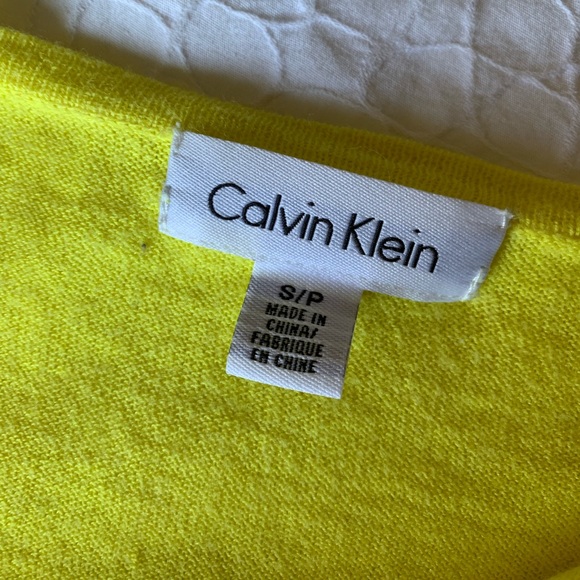 Calvin Klein
S/P
MADE IN
CHINA/
FABRIQUE
EN CHINE